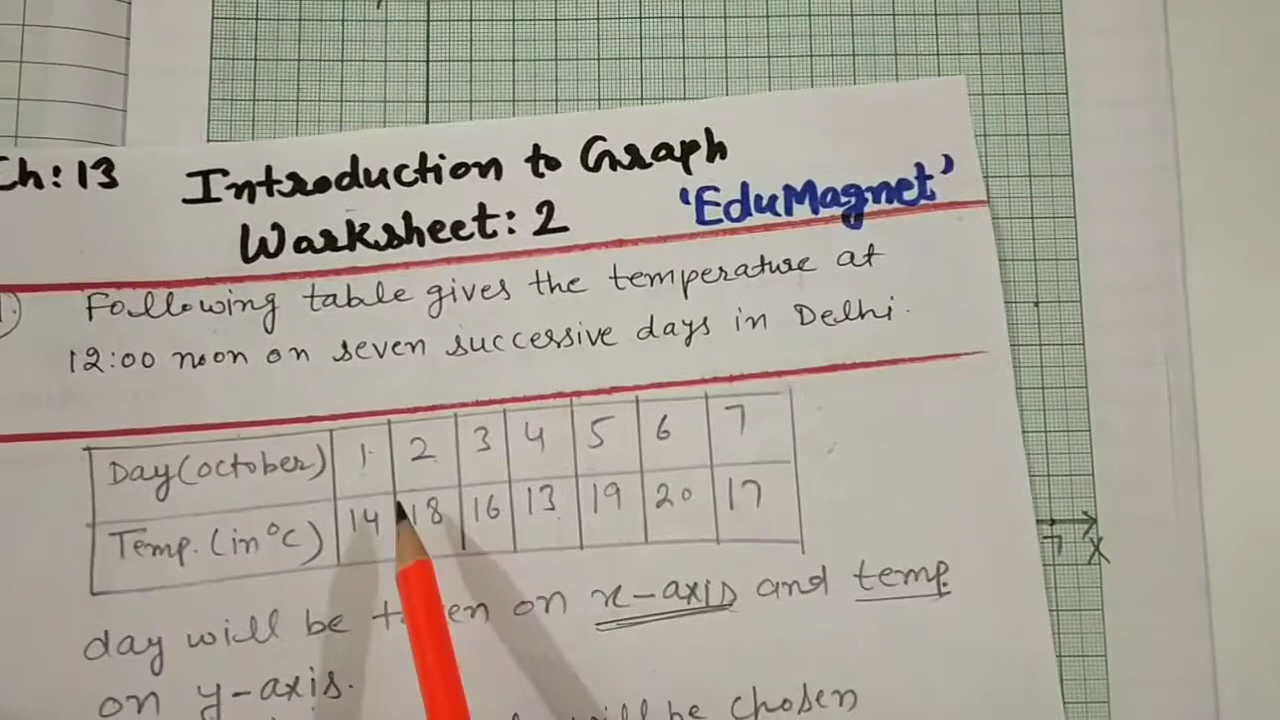 Ch: 13 Introduction to Graph
Worksheet: 2 'EduMagnet'
1. Following table gives the temperature at
12:00 noon on seven successive days in Delhi.
Day(october) 1 2 3 4 5 6 7
Temp. (in°C) 14 18 16 13 19 20 17
day will be on x-axis and temp.
on y-axis.
will be chosen
7 X